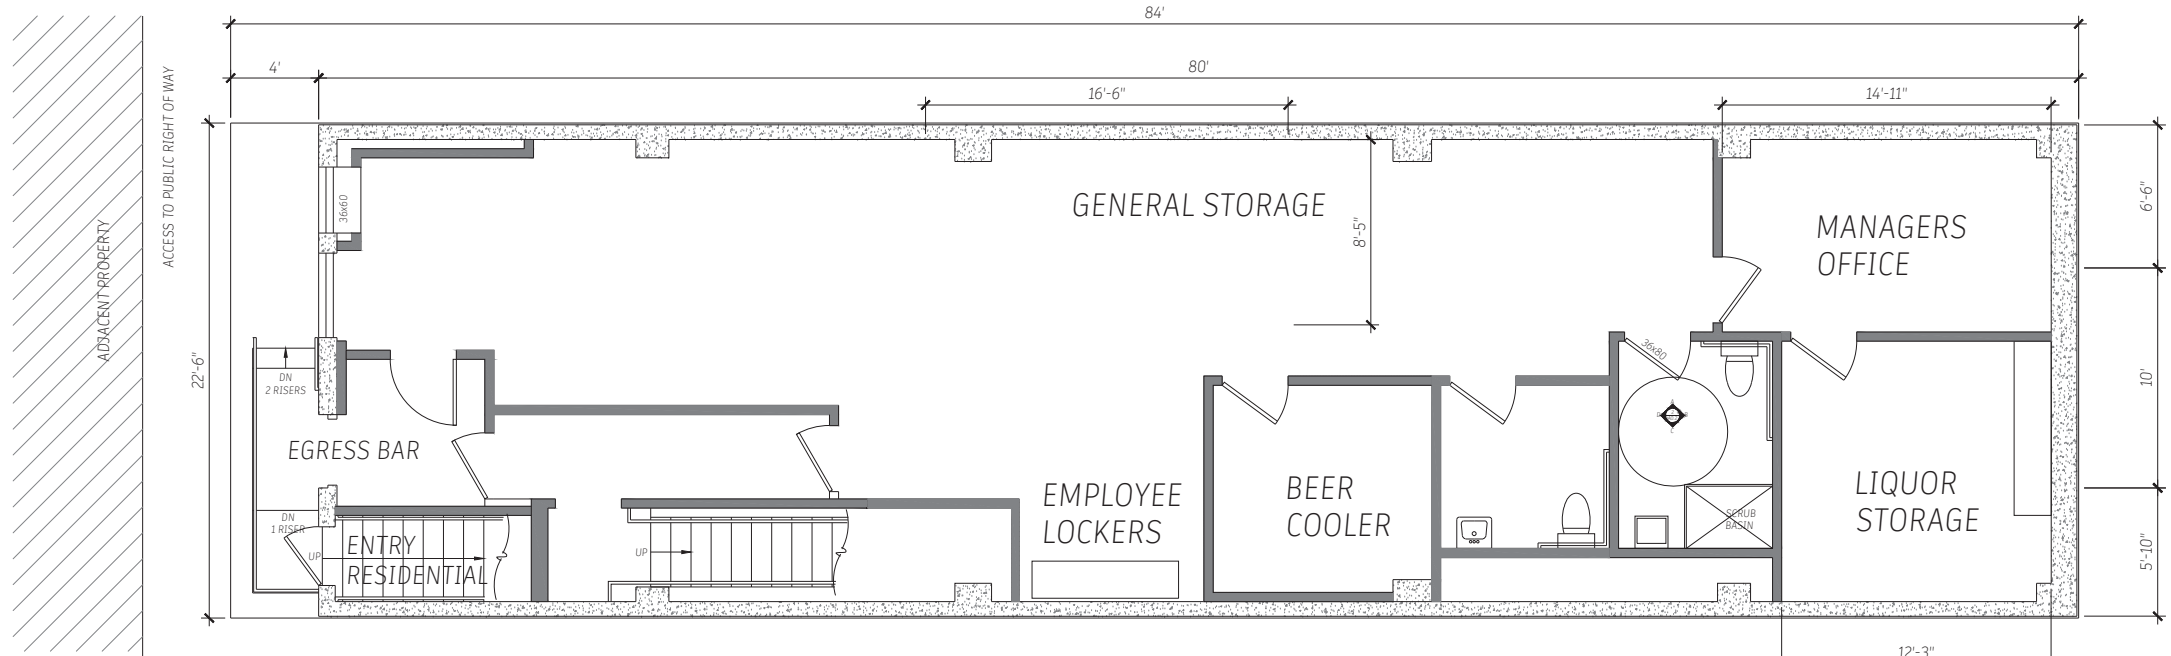 84'
4'
80'
16'-6"
14'-11"
ADJACENT PROPERTY
ACCESS TO PUBLIC RIGHT OF WAY
22'-6"
36x60
GENERAL STORAGE
8'-5"
MANAGERS
OFFICE
6'-6"
DN
2 RISERS
36x80
10'
EGRESS BAR
EMPLOYEE
LOCKERS
BEER
COOLER
LIQUOR
STORAGE
DN
1 RISER
UP
ENTRY
RESIDENTIAL
UP
SCRUB
BASIN
5'-10"
12'-3"